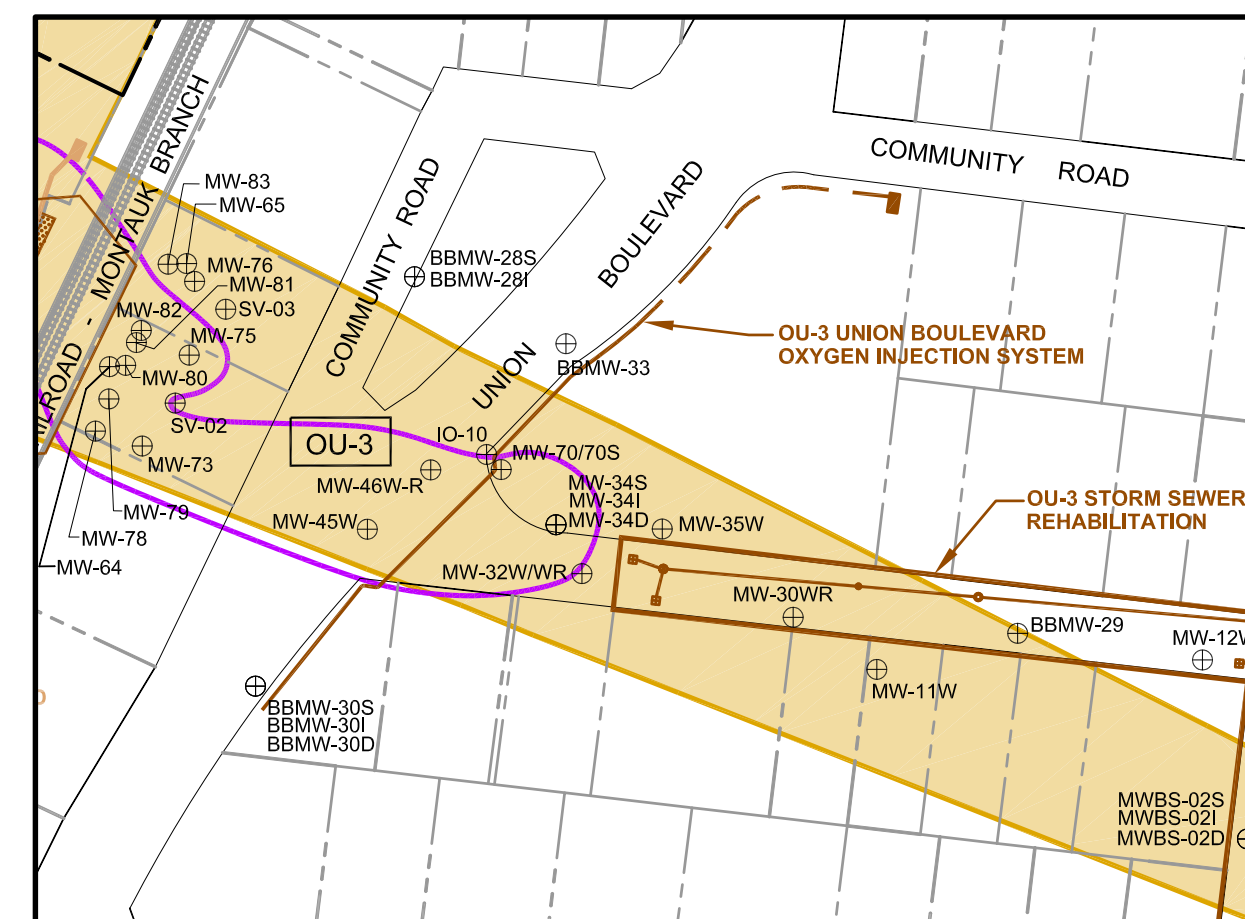 COMMUNITY ROAD
MONTAUK BRANCH
MW-83
MW-65
COMMUNITY ROAD
BOULEVARD
BBMW-28S
BBMW-28I
MW-76
MW-81
SV-03
MW-82
MW-75
OU-3 UNION BOULEVARD
OXYGEN INJECTION SYSTEM
BBMW-33
MW-80
UNION
SV-02
OU-3
IO-10
MW-70/70S
MW-73
MW-46W-R
MW-34S
MW-34I
MW-34D
MW-79
MW-45W
MW-35W
OU-3 STORM SEWER
REHABILITATION
MW-78
MW-64
MW-32W/WR
MW-30WR
BBMW-29
MW-12W
MW-11W
BBMW-30S
BBMW-30I
BBMW-30D
MWBS-02S
MWBS-02I
MWBS-02D